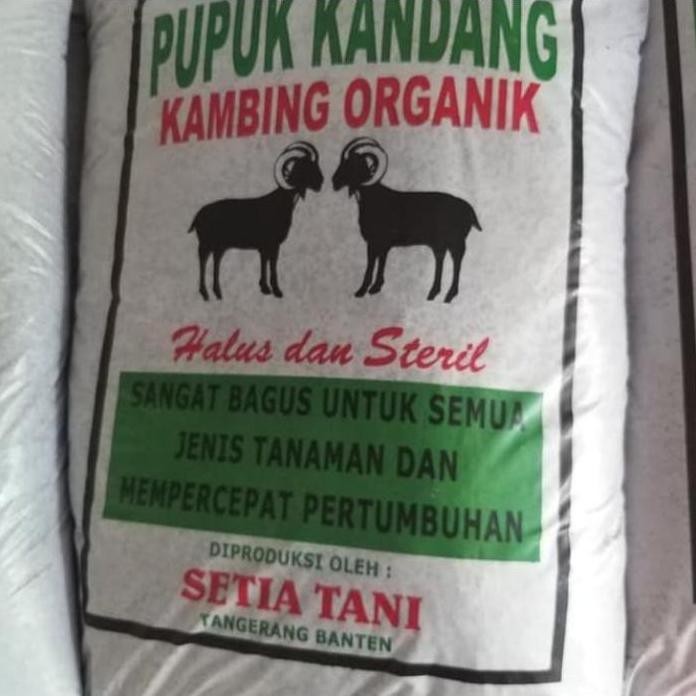 PUPUK KANDANG
KAMBING ORGANIK
Halus dan Steril
SANGAT BAGUS UNTUK SEMUA
JENIS TANAMAN DAN
MEMPERCEPAT PERTUMBUHAN
DIPRODUKSI OLEH :
SETIA TANI
TANGERANG BANTEN